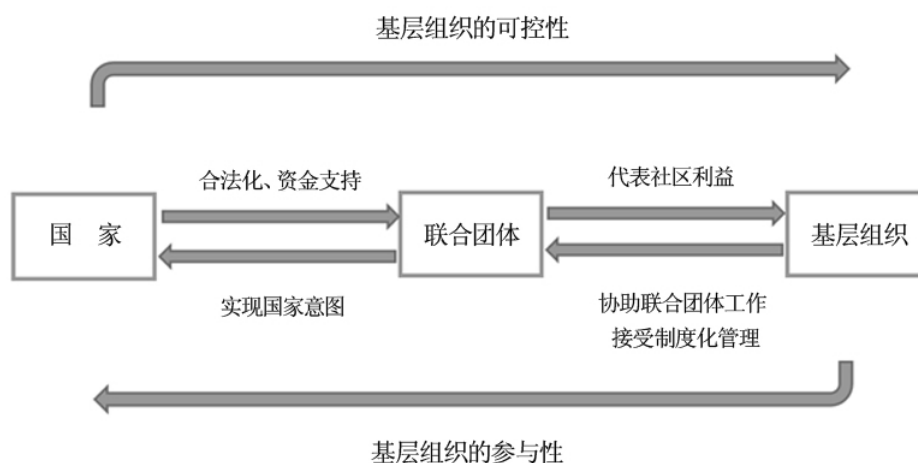 基层组织的可控性
合法化、资金支持
代表社区利益
国 家
联合团体
基层组织
实现国家意图
协助联合团体工作
接受制度化管理
基层组织的参与性